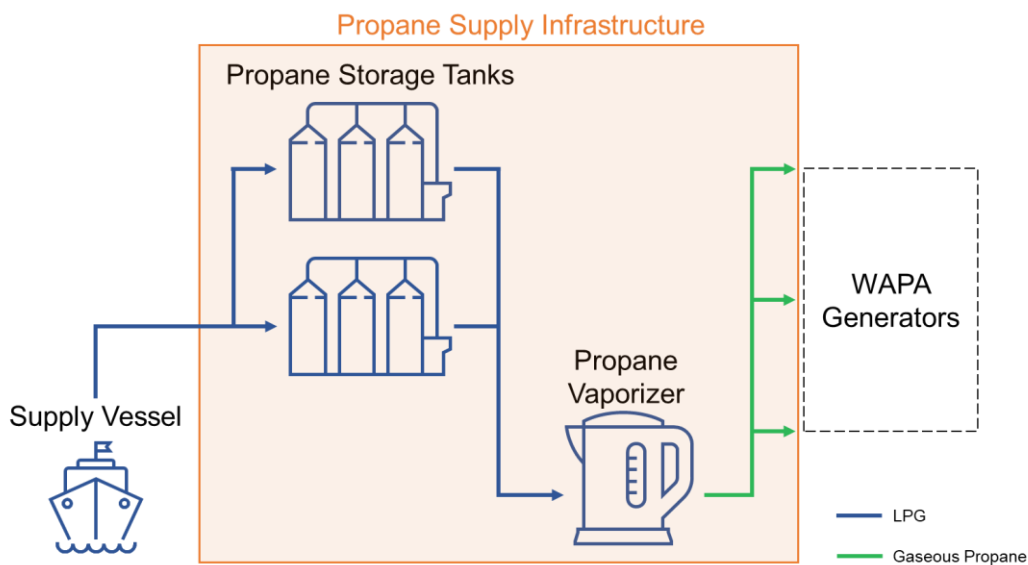 Propane Supply Infrastructure
Propane Storage Tanks
WAPA
Generators
Propane
Vaporizer
Supply Vessel
LPG
Gaseous Propane